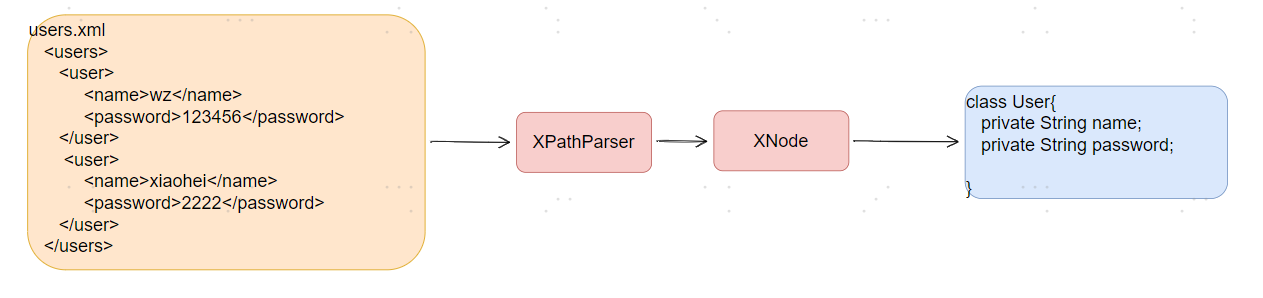 users.xml
<users>
<user>
<name>wz</name>
<password>123456</password>
</user>
<user>
<name>xiaohei</name>
<password>2222</password>
</user>
</users>
XPathParser
XNode
class User{
private String name;
private String password;
}